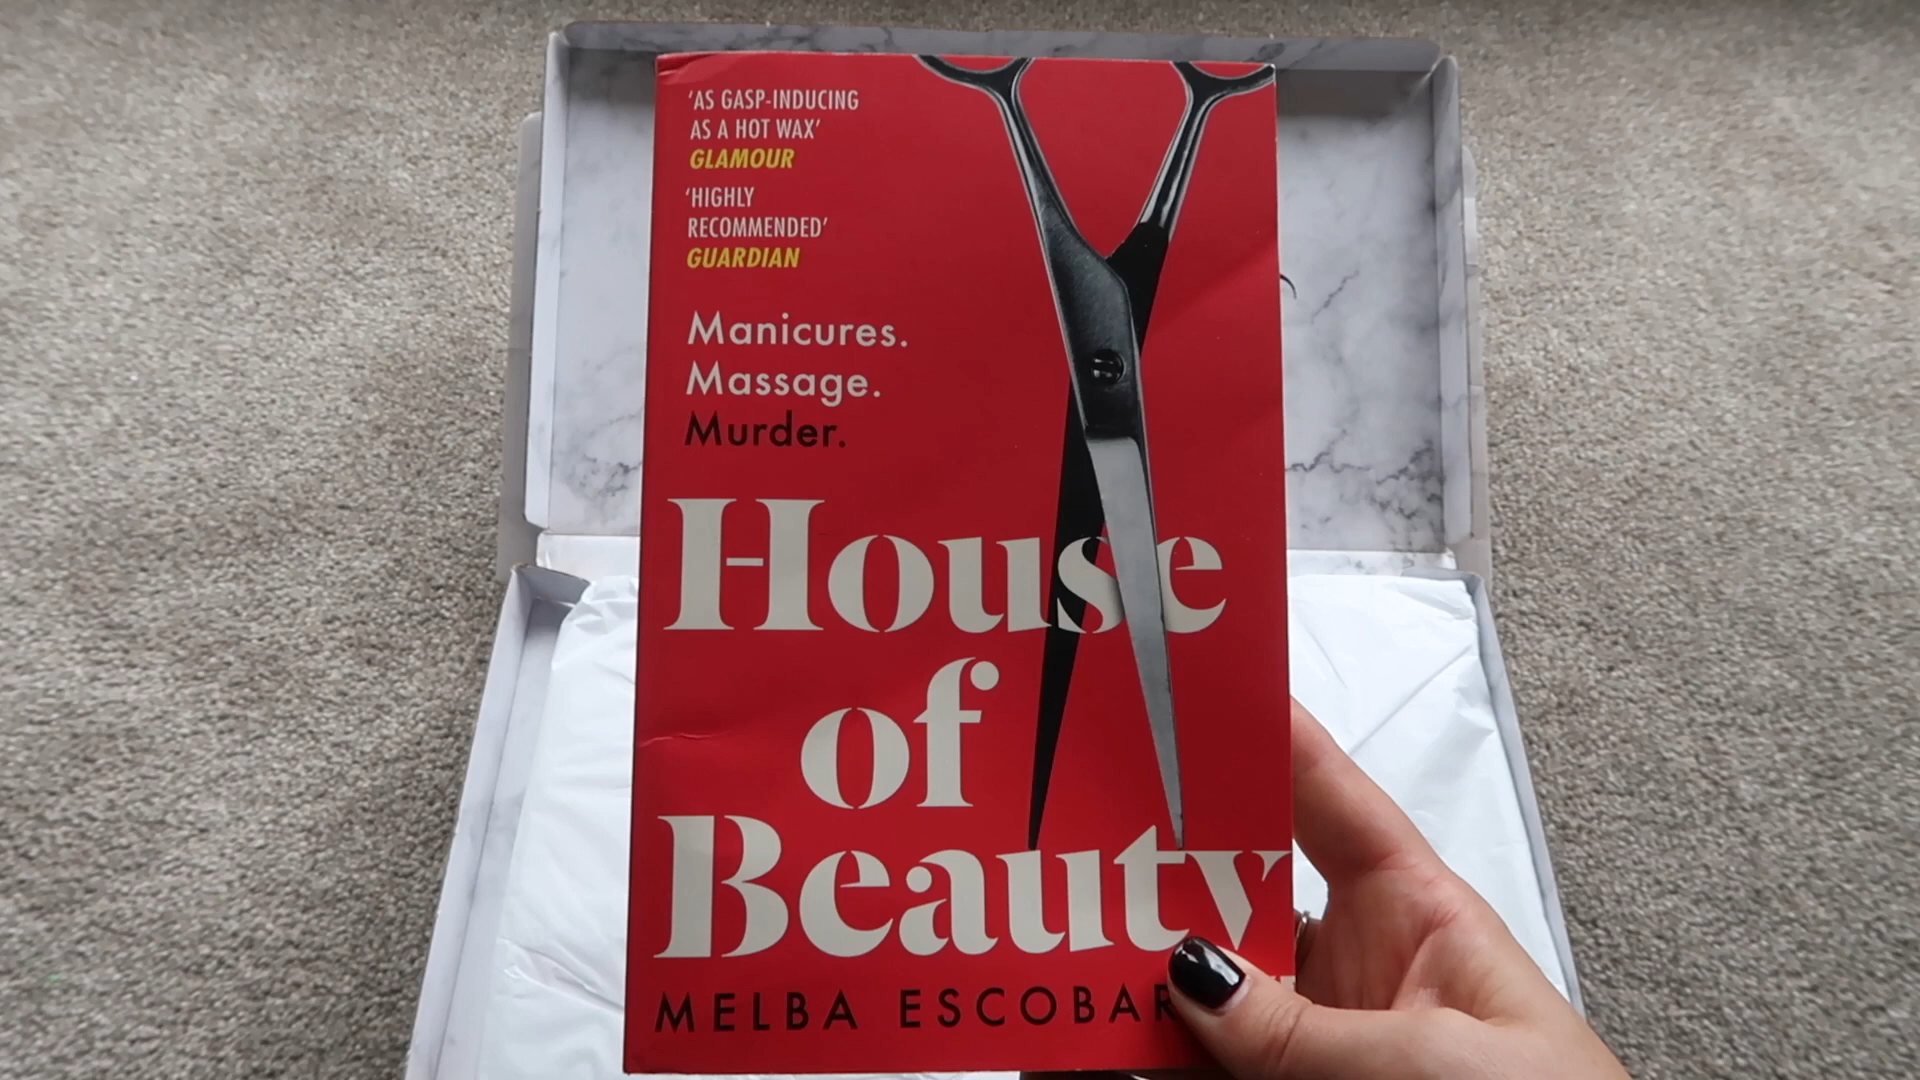 ‘AS GASP-INDUCING
AS A HOT WAX’
GLAMOUR
‘HIGHLY
RECOMMENDED’
GUARDIAN
Manicures.
Massage.
Murder.
House
of
Beauty
MELBA ESCOBAR